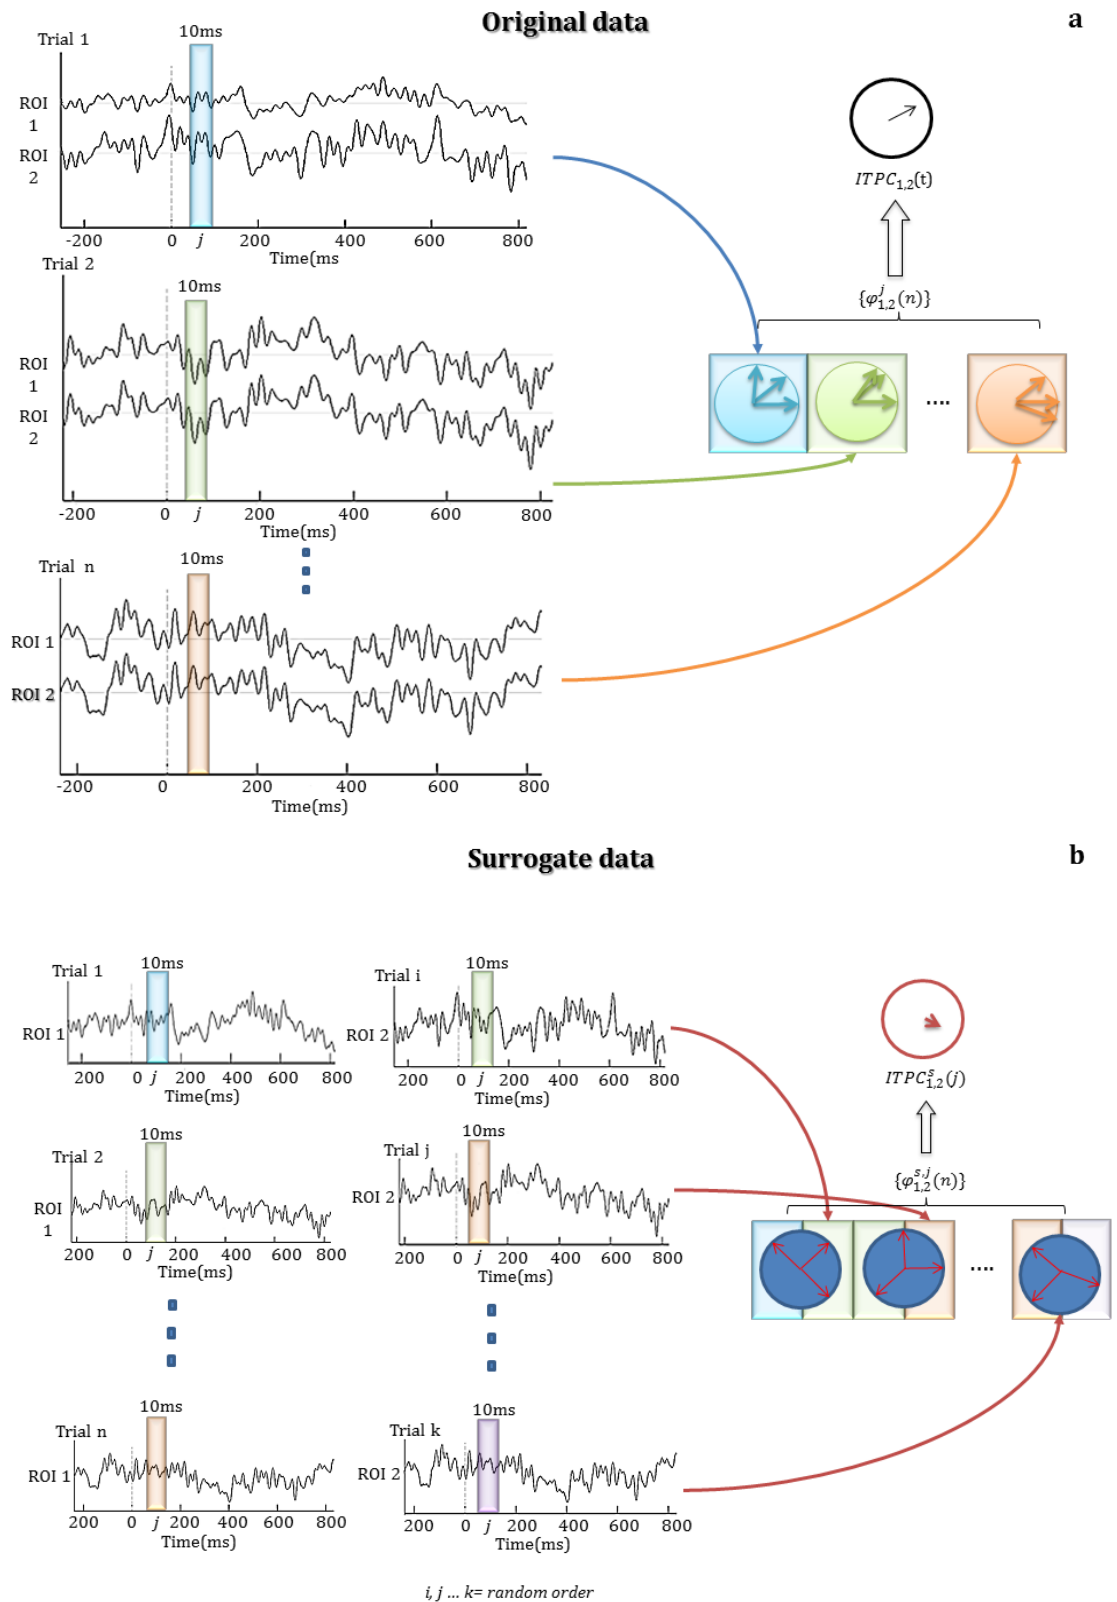 Original data
a
Trial 1
10ms
ROI
1
ROI
2
-200 0 j 200 400 600 800
Time(ms
ITPC1,2(t)
{φ^j_1,2(n)}
....
Trial 2
10ms
ROI
1
ROI
2
-200 0 j 200 400 600 800
Time(ms)
Trial n
10ms
ROI 1
ROI 2
-200 0 200 400 600 800
Time(ms)
Surrogate data
b
Trial 1
10ms
ROI 1
200 0 j 200 400 600 800
Time(ms)
Trial i
10ms
ROI 2
200 0 j 200 400 600 800
Time(ms)
ITPC^s_1,2(j)
{φ^s,j_1,2(n)}
....
Trial 2
10ms
ROI
1
200 0 j 200 400 600 800
Time(ms)
Trial j
10ms
ROI 2
200 0 j 200 400 600 800
Time(ms)
Trial n
10ms
ROI 1
200 0 j 200 400 600 800
Time(ms)
Trial k
10ms
ROI 2
200 0 j 200 400 600 800
Time(ms)
i, j ... k= random order